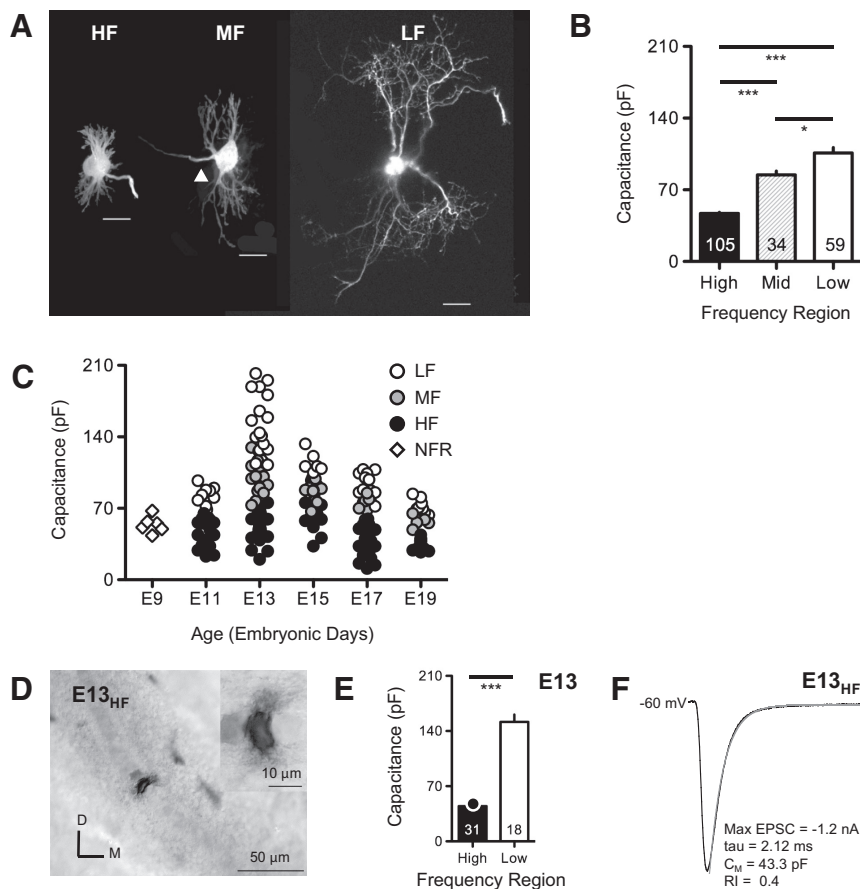 A
HF
MF
LF
B
Capacitance (pF)
210
140
70
0
***
***
*
105
34
59
High
Mid
Low
Frequency Region
C
Capacitance (pF)
210
140
70
0
LF
MF
HF
NFR
E9
E11
E13
E15
E17
E19
Age (Embryonic Days)
D
E13HF
10 µm
D
M
50 µm
E
E13
Capacitance (pF)
210
140
70
0
***
31
18
High
Low
Frequency Region
F
E13HF
-60 mV
Max EPSC = -1.2 nA
tau = 2.12 ms
CM = 43.3 pF
RI = 0.4